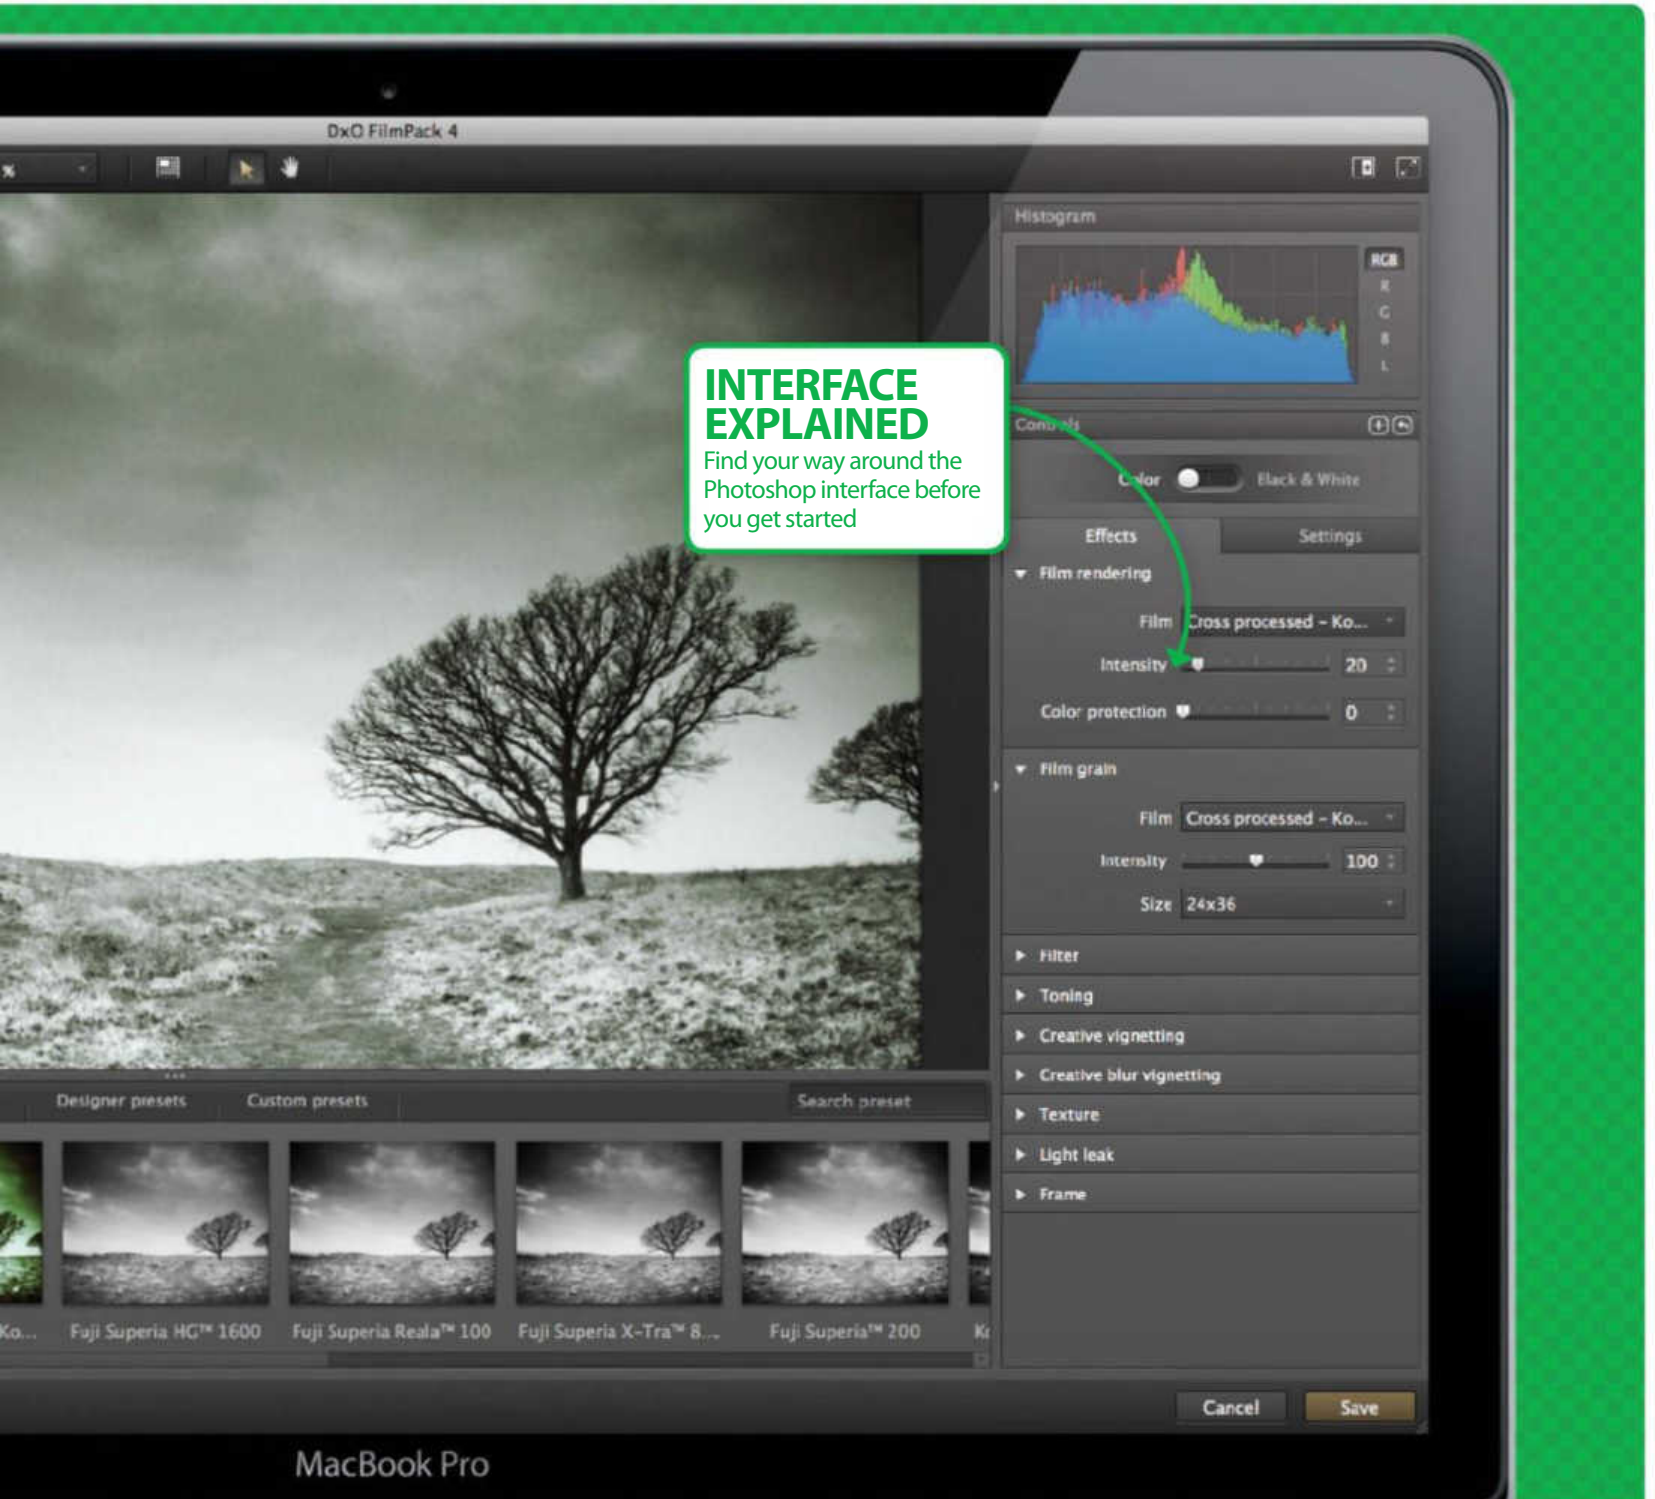 DxO FilmPack 4
%
Histogram
RGB
R
G
B
L
INTERFACE
EXPLAINED
Find your way around the
Photoshop interface before
you get started
Controls
Color Black & White
Effects Settings
Film rendering
Film Cross processed – Ko...
Intensity 20
Color protection 0
Film grain
Film Cross processed – Ko...
Intensity 100
Size 24x36
Filter
Toning
Creative vignetting
Creative blur vignetting
Texture
Light leak
Frame
Designer presets Custom presets Search preset
Ko... Fuji Superia HG™ 1600 Fuji Superia Reala™ 100 Fuji Superia X-Tra™ 8... Fuji Superia™ 200
Cancel Save
MacBook Pro